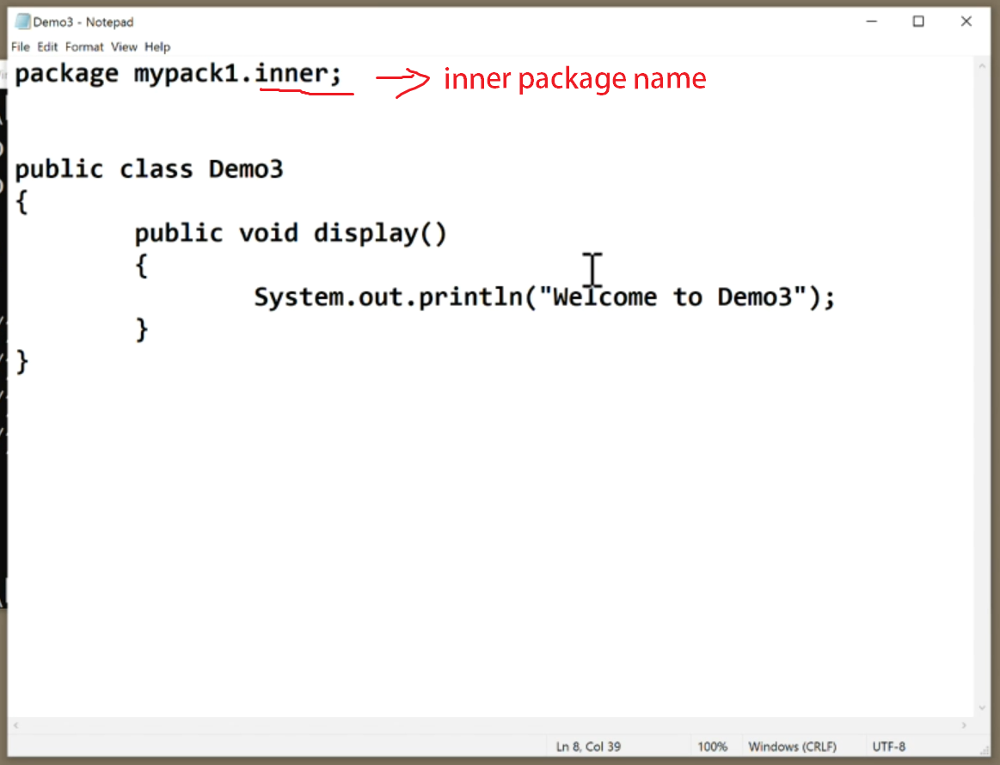 Demo3 - Notepad
File Edit Format View Help
package mypack1.inner; inner package name
public class Demo3
{
public void display()
{
System.out.println("Welcome to Demo3");
}
}
Ln 8, Col 39 100% Windows (CRLF) UTF-8